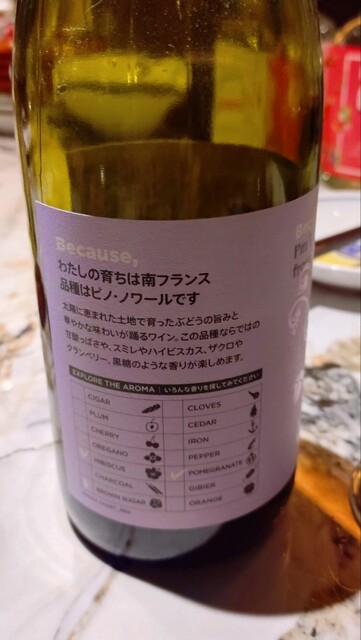 Because,
わたしの育ちは南フランス
品種はピノ・ノワールです
太陽に恵まれた土地で育ったぶどうの旨みと
華やかな味わいが踊るワイン。この品種ならではの
甘酸っぱさや、スミレやハイビスカス、ザクロや
クランベリー、黒糖のような香りが楽しめます。
EXPLORE THE AROMA | いろんな香りを探してみてください
CIGAR
PLUM
CHERRY
OREGANO
HIBISCUS
CHARCOAL
BROWN SUGAR
CLOVES
CEDAR
IRON
PEPPER
POMEGRANATE
GIBIER
ORANGE
I'm